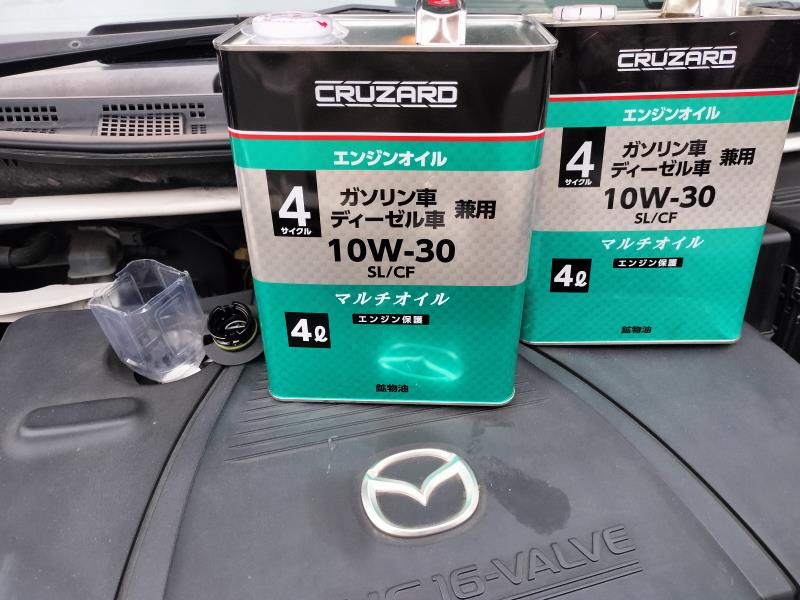 CRUZARD
エンジンオイル
4
サイクル
ガソリン車
ディーゼル車
兼用
10W-30
SL/CF
マルチオイル
4ℓ
エンジン保護
鉱物油
CRUZARD
エンジンオイル
4
サイクル
ガソリン車
ディーゼル車
兼用
10W-30
SL/CF
マルチオイル
4ℓ
エンジン保護
鉱物油
16-VALVE